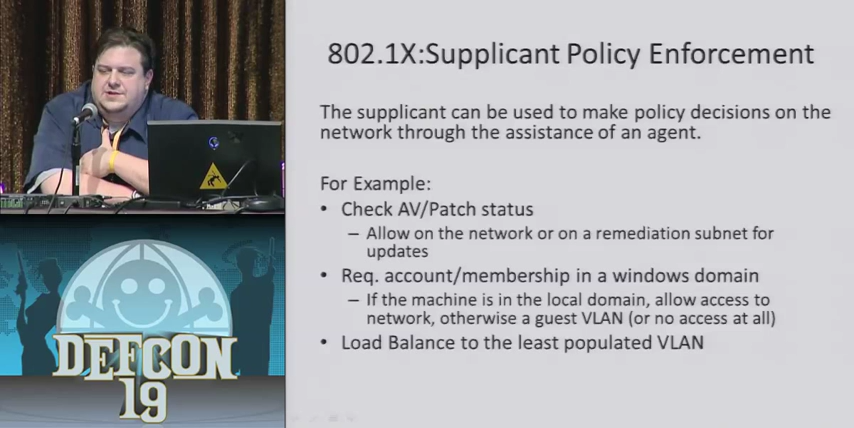 802.1X:Supplicant Policy Enforcement
The supplicant can be used to make policy decisions on the
network through the assistance of an agent.
For Example:
• Check AV/Patch status
– Allow on the network or on a remediation subnet for
updates
• Req. account/membership in a windows domain
– If the machine is in the local domain, allow access to
network, otherwise a guest VLAN (or no access at all)
• Load Balance to the least populated VLAN
DEFCON
19